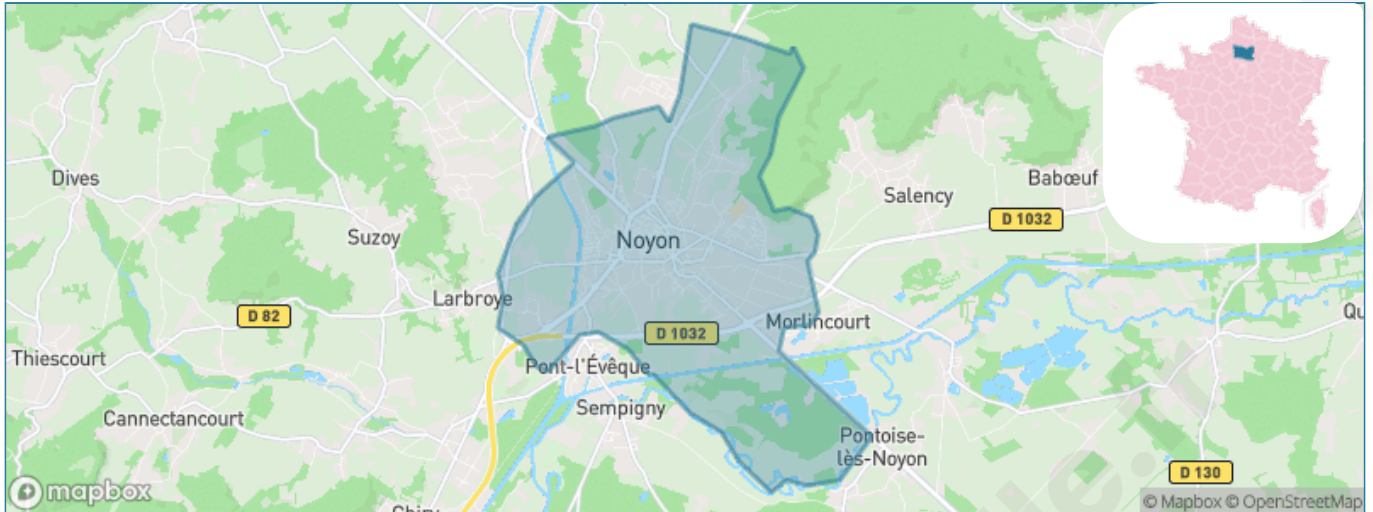 Dives
Suzoy
Noyon
Salency
Babœuf
D 1032
Larbroye
D 82
Thiescourt
D 1032
Morlincourt
Pont-l'Évêque
Cannectancourt
Sempigny
Pontoise-
lès-Noyon
D 130
mapbox
© Mapbox © OpenStreetMap